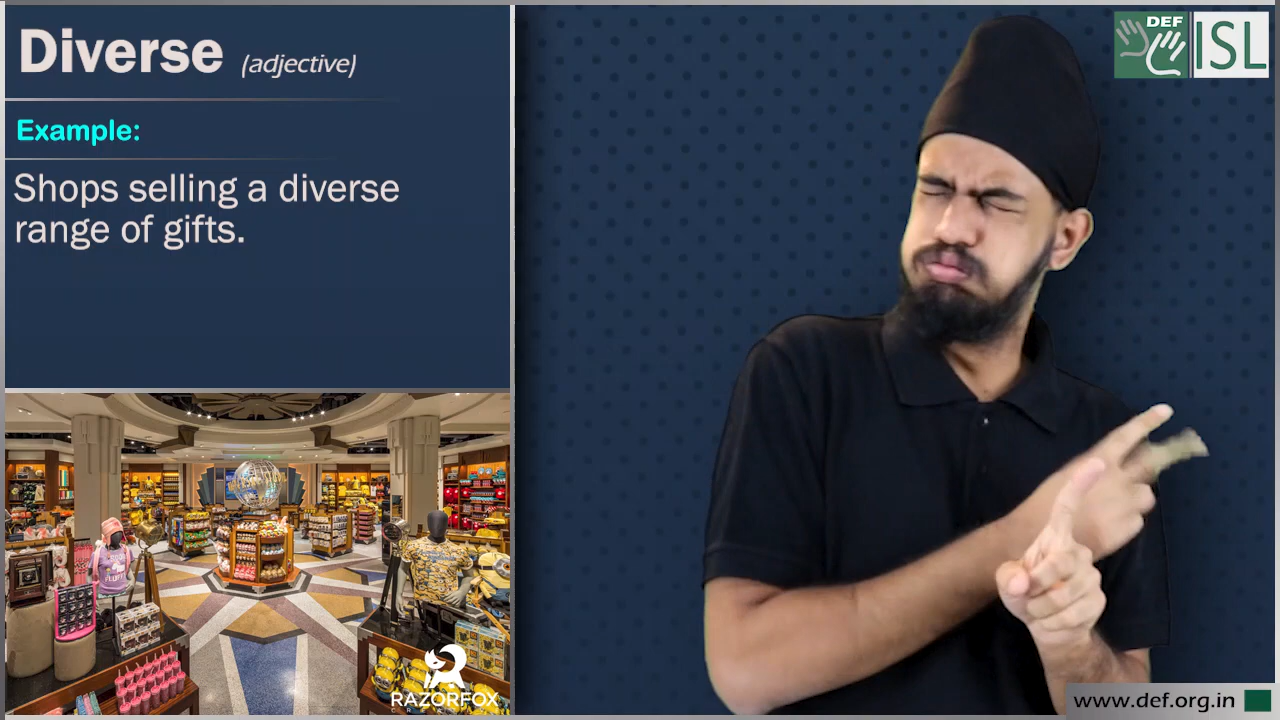 Diverse (adjective)
Example:
Shops selling a diverse
range of gifts.
DEF
ISL
RAZORFOX
www.def.org.in